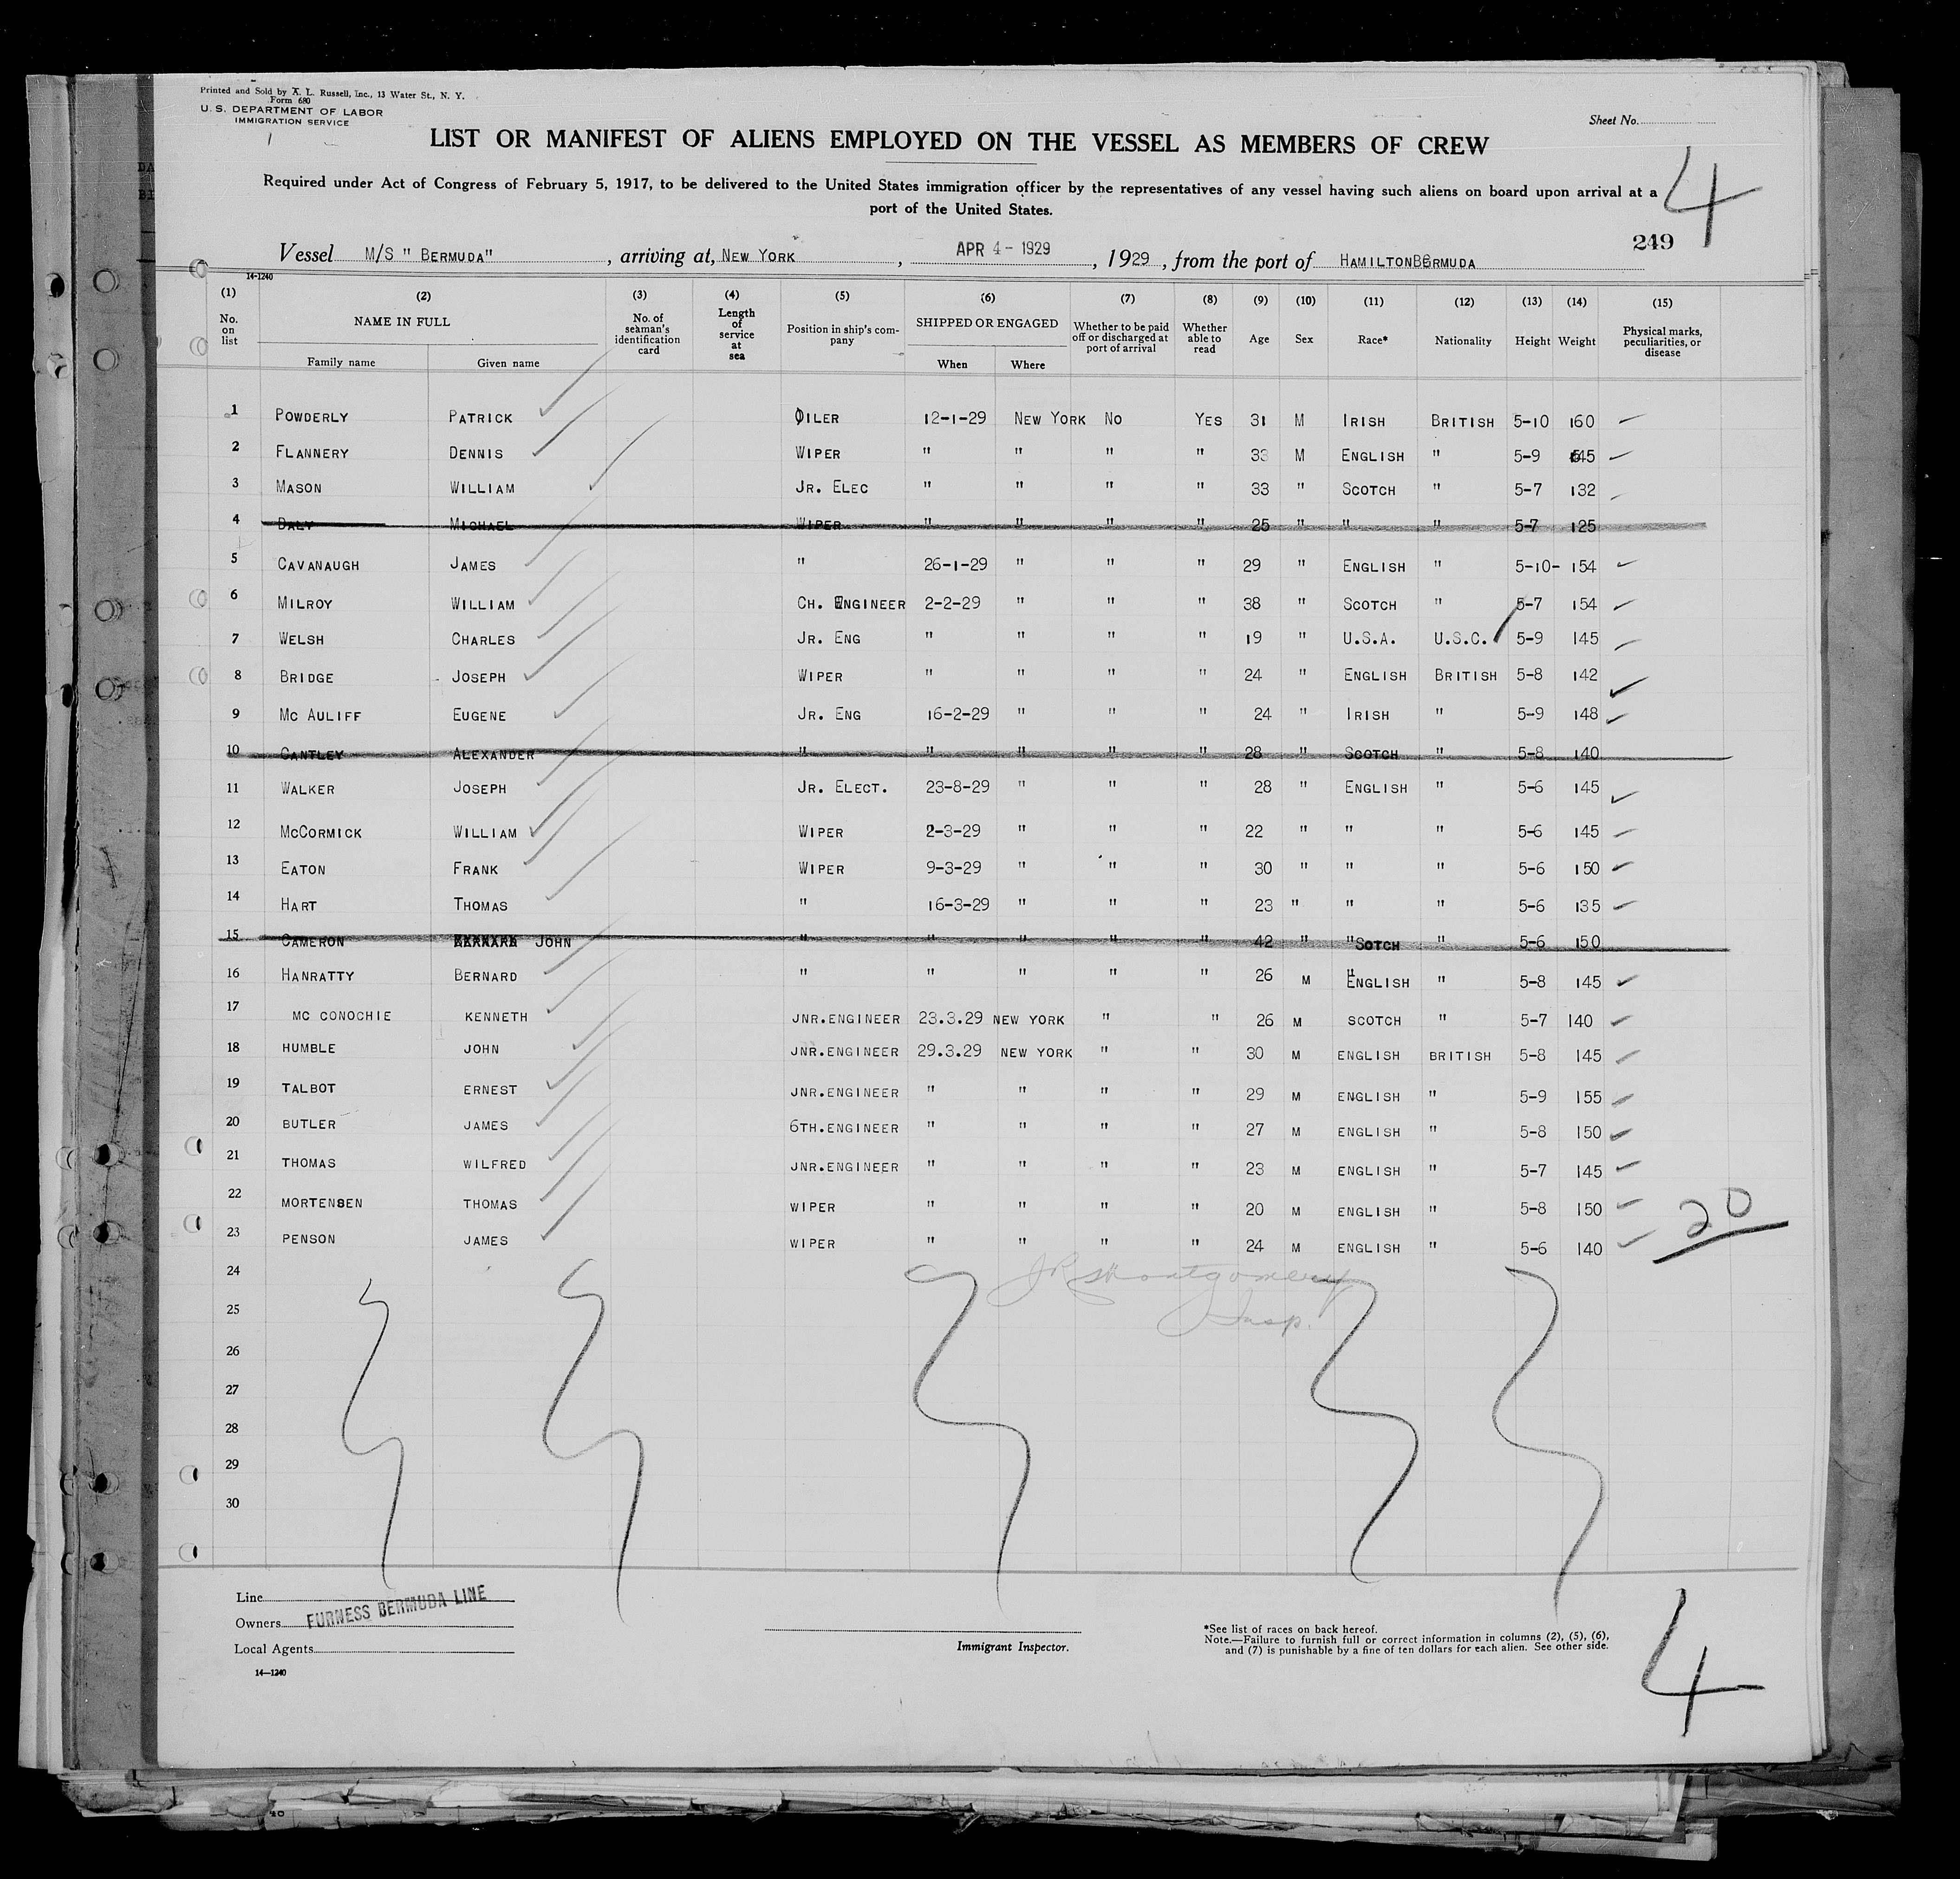 Printed and Sold by A. L. Russell, Inc., 13 Water St., N. Y.
Form 680
U. S. DEPARTMENT OF LABOR
IMMIGRATION SERVICE
Sheet No.
LIST OR MANIFEST OF ALIENS EMPLOYED ON THE VESSEL AS MEMBERS OF CREW
Required under Act of Congress of February 5, 1917, to be delivered to the United States immigration officer by the representatives of any vessel having such aliens on board upon arrival at a
port of the United States.
4
249
Vessel M/S " BERMUDA" , arriving at, NEW YORK , APR 4 - 1929 , 1929 , from the port of HAMILTON BERMUDA
14-1240
(1) (2) (3) (4) (5) (6) (7) (8) (9) (10) (11) (12) (13) (14) (15)
No. on list NAME IN FULL Family name Given name No. of seaman's identification card Length of service at sea Position in ship's company SHIPPED OR ENGAGED When Where Whether to be paid off or discharged at port of arrival Whether able to read Age Sex Race* Nationality Height Weight Physical marks, peculiarities, or disease
1 POWDERLY PATRICK OILER 12-1-29 NEW YORK NO YES 31 M IRISH BRITISH 5-10 160
2 FLANNERY DENNIS WIPER " " " " 33 M ENGLISH " 5-9 145
3 MASON WILLIAM JR. ELEC " " " " 33 " SCOTCH " 5-7 132
4 DALY MICHAEL WIPER " " " " 25 " " " 5-7 125
5 CAVANAUGH JAMES " 26-1-29 " " " 29 " ENGLISH " 5-10- 154
6 MILROY WILLIAM CH. ENGINEER 2-2-29 " " " 38 " SCOTCH " 5-7 154
7 WELSH CHARLES JR. ENG " " " " 19 " U.S.A. U.S.C. 5-9 145
8 BRIDGE JOSEPH WIPER " " " " 24 " ENGLISH BRITISH 5-8 142
9 MC AULIFF EUGENE JR. ENG 16-2-29 " " " 24 " IRISH " 5-9 148
10 CANTLEY ALEXANDER " " " " " 28 " SCOTCH " 5-8 140
11 WALKER JOSEPH JR. ELECT. 23-8-29 " " " 28 " ENGLISH " 5-6 145
12 MCCORMICK WILLIAM WIPER 2-3-29 " " " 22 " " " 5-6 145
13 EATON FRANK WIPER 9-3-29 " " " 30 " " " 5-6 150
14 HART THOMAS " 16-3-29 " " " 23 " " " 5-6 135
15 CAMERON JOHN " " " " " 42 " "SOTCH " 5-6 150
16 HANRATTY BERNARD " " " " " 26 M ENGLISH " 5-8 145
17 MC CONOCHIE KENNETH JNR.ENGINEER 23.3.29 NEW YORK " " 26 M SCOTCH " 5-7 140
18 HUMBLE JOHN JNR.ENGINEER 29.3.29 NEW YORK " " 30 M ENGLISH BRITISH 5-8 145
19 TALBOT ERNEST JNR.ENGINEER " " " " 29 M ENGLISH " 5-9 155
20 BUTLER JAMES 6TH.ENGINEER " " " " 27 M ENGLISH " 5-8 150
21 THOMAS WILFRED JNR.ENGINEER " " " " 23 M ENGLISH " 5-7 145
22 MORTENSEN THOMAS WIPER " " " " 20 M ENGLISH " 5-8 150
23 PENSON JAMES WIPER " " " " 24 M ENGLISH " 5-6 140
20
24
Montgomery
25
Insp.
26
27
28
29
30
Line
Owners FURNESS BERMUDA LINE
Local Agents
14—1240
Immigrant Inspector.
*See list of races on back hereof.
Note.—Failure to furnish full or correct information in columns (2), (5), (6),
and (7) is punishable by a fine of ten dollars for each alien. See other side.
4